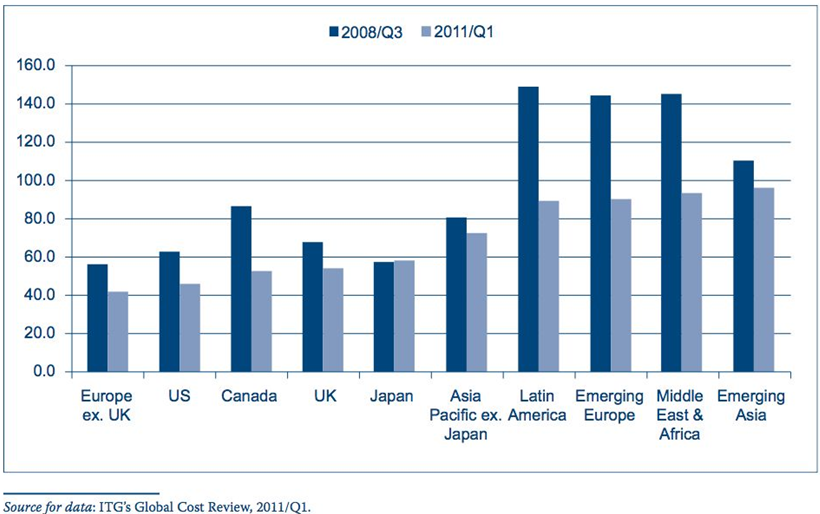 2008/Q3 2011/Q1
160.0
140.0
120.0
100.0
80.0
60.0
40.0
20.0
0.0
Europe US Canada UK Japan Asia Latin Emerging Middle Emerging
ex. UK Pacific ex. America Europe East & Asia
Japan Africa
Source for data: ITG's Global Cost Review, 2011/Q1.